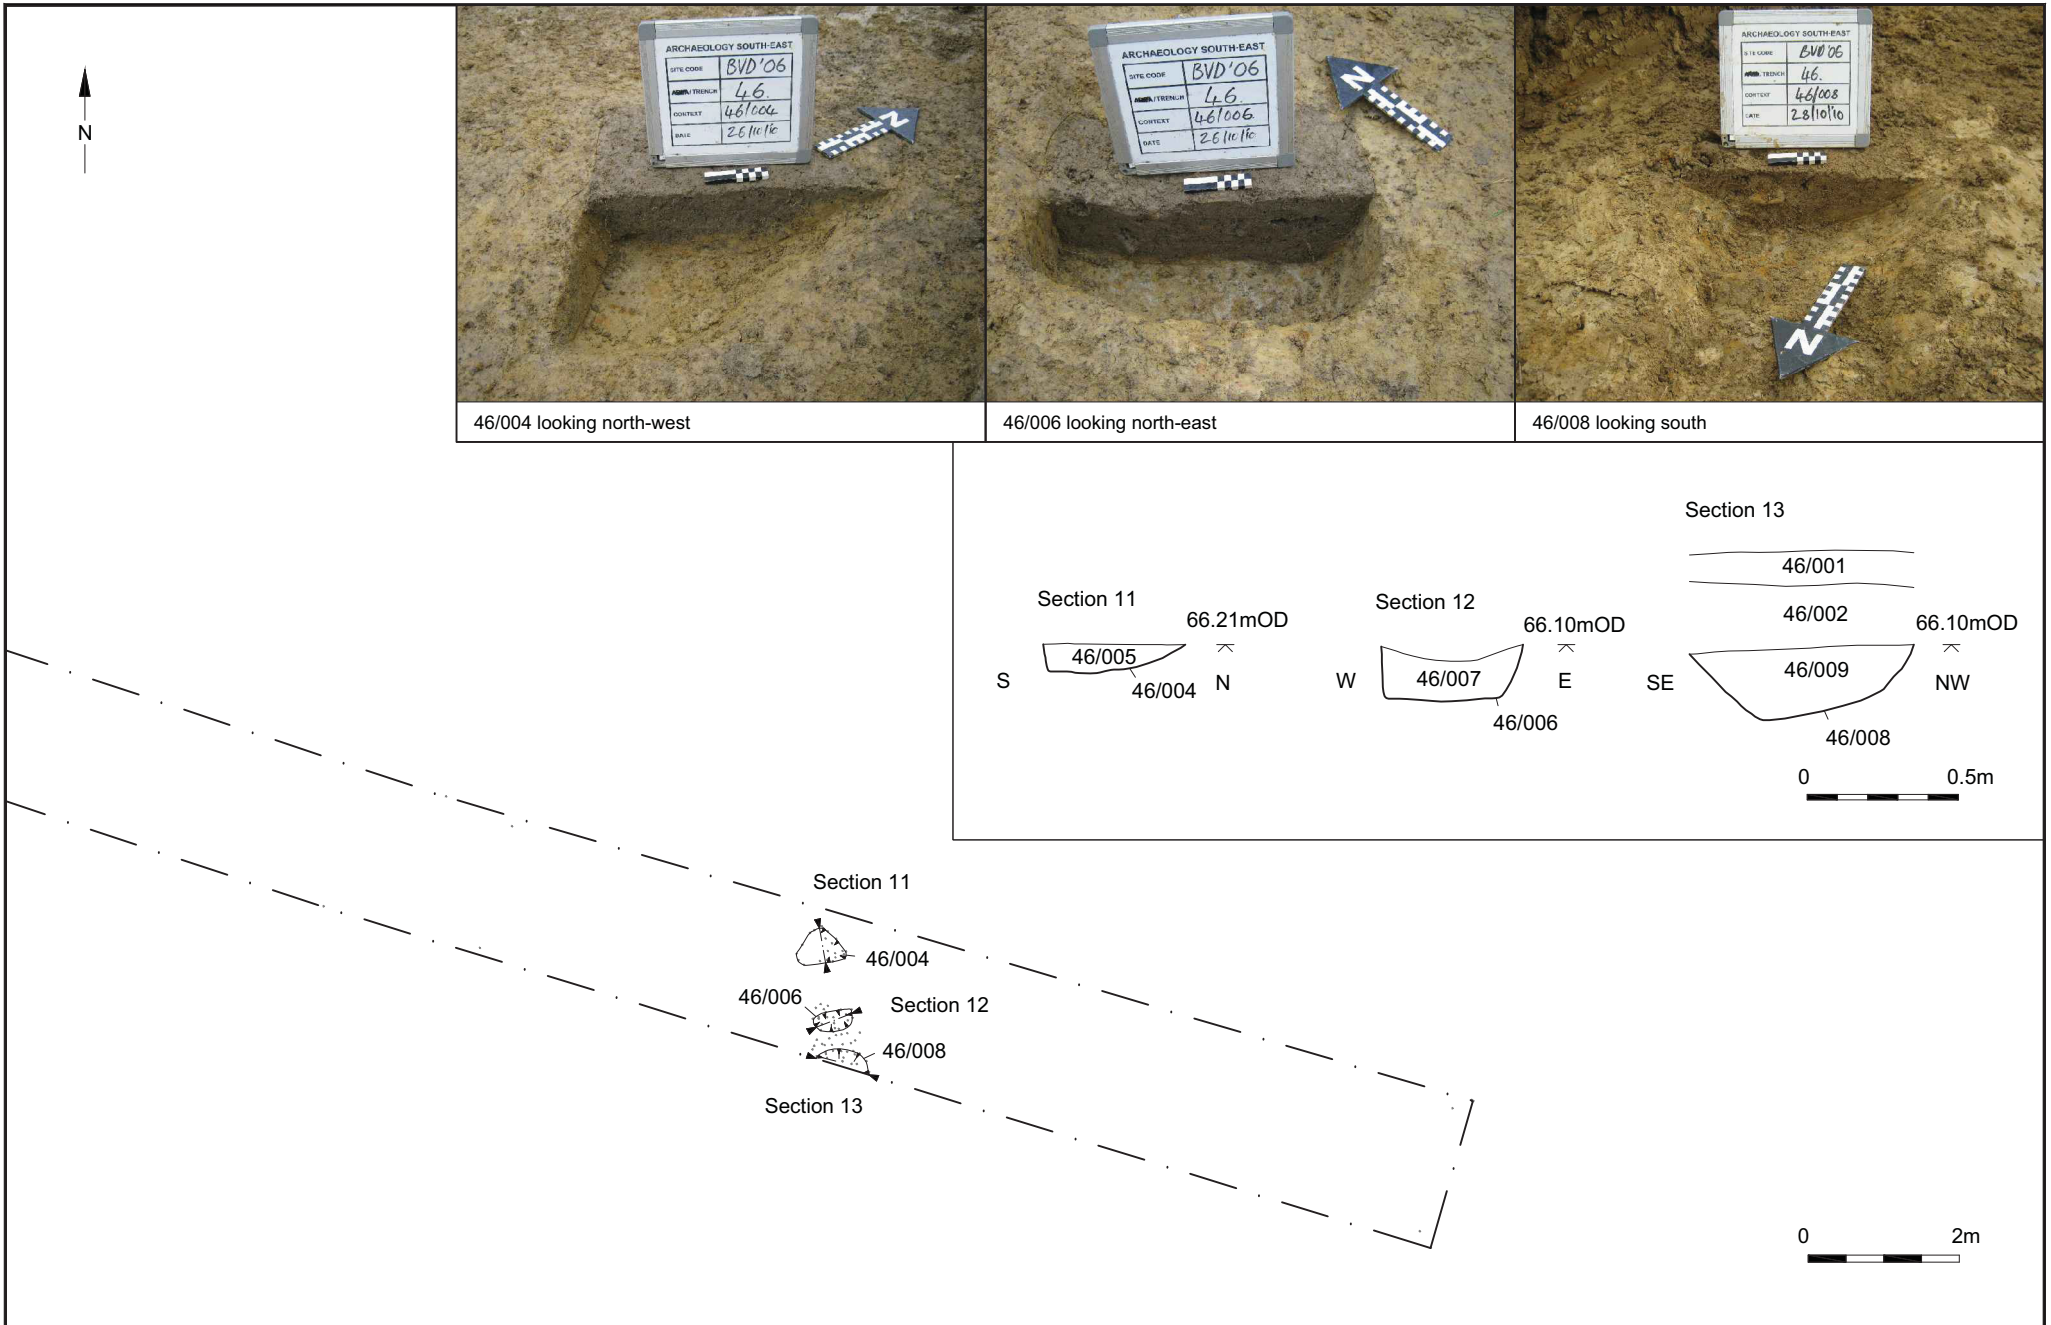 N
ARCHAEOLOGY SOUTH-EAST
SITE CODE BVD'06
/TRENCH 46.
CONTEXT 46/004
DATE 26/10/10
N
46/004 looking north-west
ARCHAEOLOGY SOUTH-EAST
SITE CODE BVD'06
/TRENCH 46.
CONTEXT 46/006
DATE 26/10/10
N
46/006 looking north-east
ARCHAEOLOGY SOUTH-EAST
SITE CODE BVD'06
/TRENCH 46.
CONTEXT 46/008
DATE 28/10/10
N
46/008 looking south
Section 11
66.21mOD
46/005
S
46/004
N
Section 12
66.10mOD
46/007
W
E
46/006
Section 13
46/001
46/002
66.10mOD
46/009
SE
NW
46/008
0 0.5m
Section 11
46/004
46/006
Section 12
46/008
Section 13
0 2m